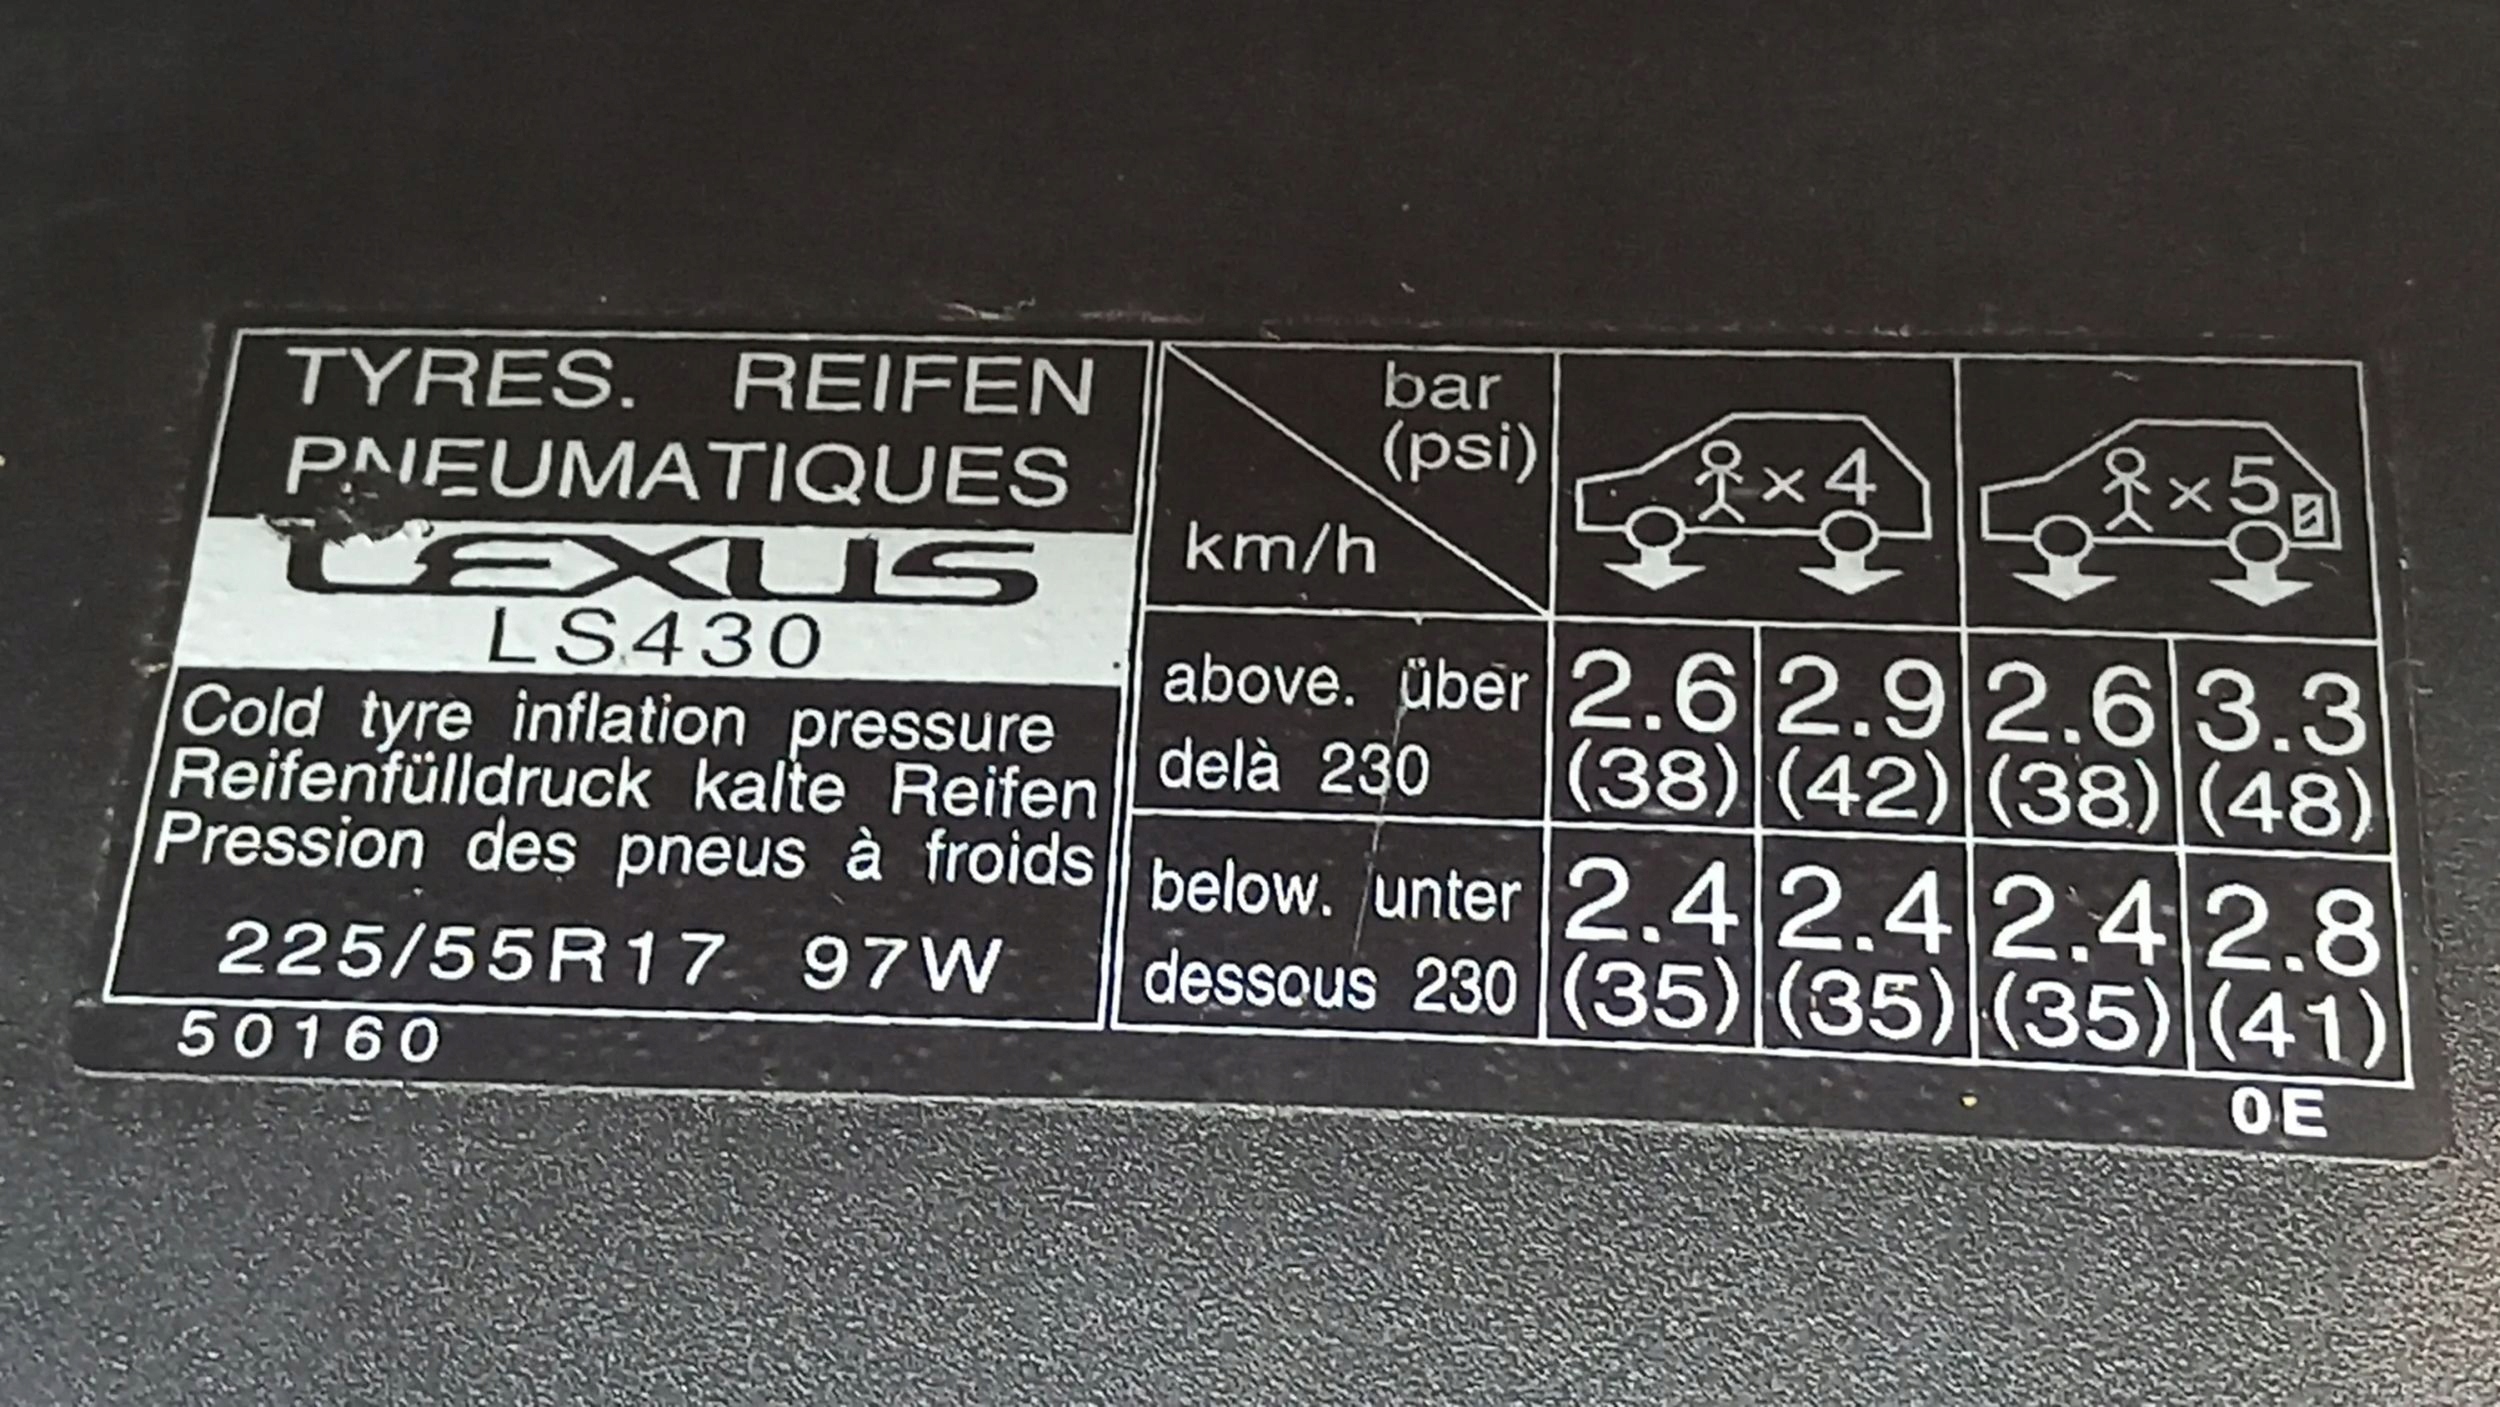 TYRES. REIFEN
PNEUMATIQUES
LEXUS
LS430
Cold tyre inflation pressure
Reifenfülldruck kalte Reifen
Pression des pneus à froids
225/55R17 97W
50160
bar
(psi)
km/h
x 4
x 5
above. über
delà 230
2.6 2.9 2.6 3.3
(38) (42) (38) (48)
below. unter
dessous 230
2.4 2.4 2.4 2.8
(35) (35) (35) (41)
0E